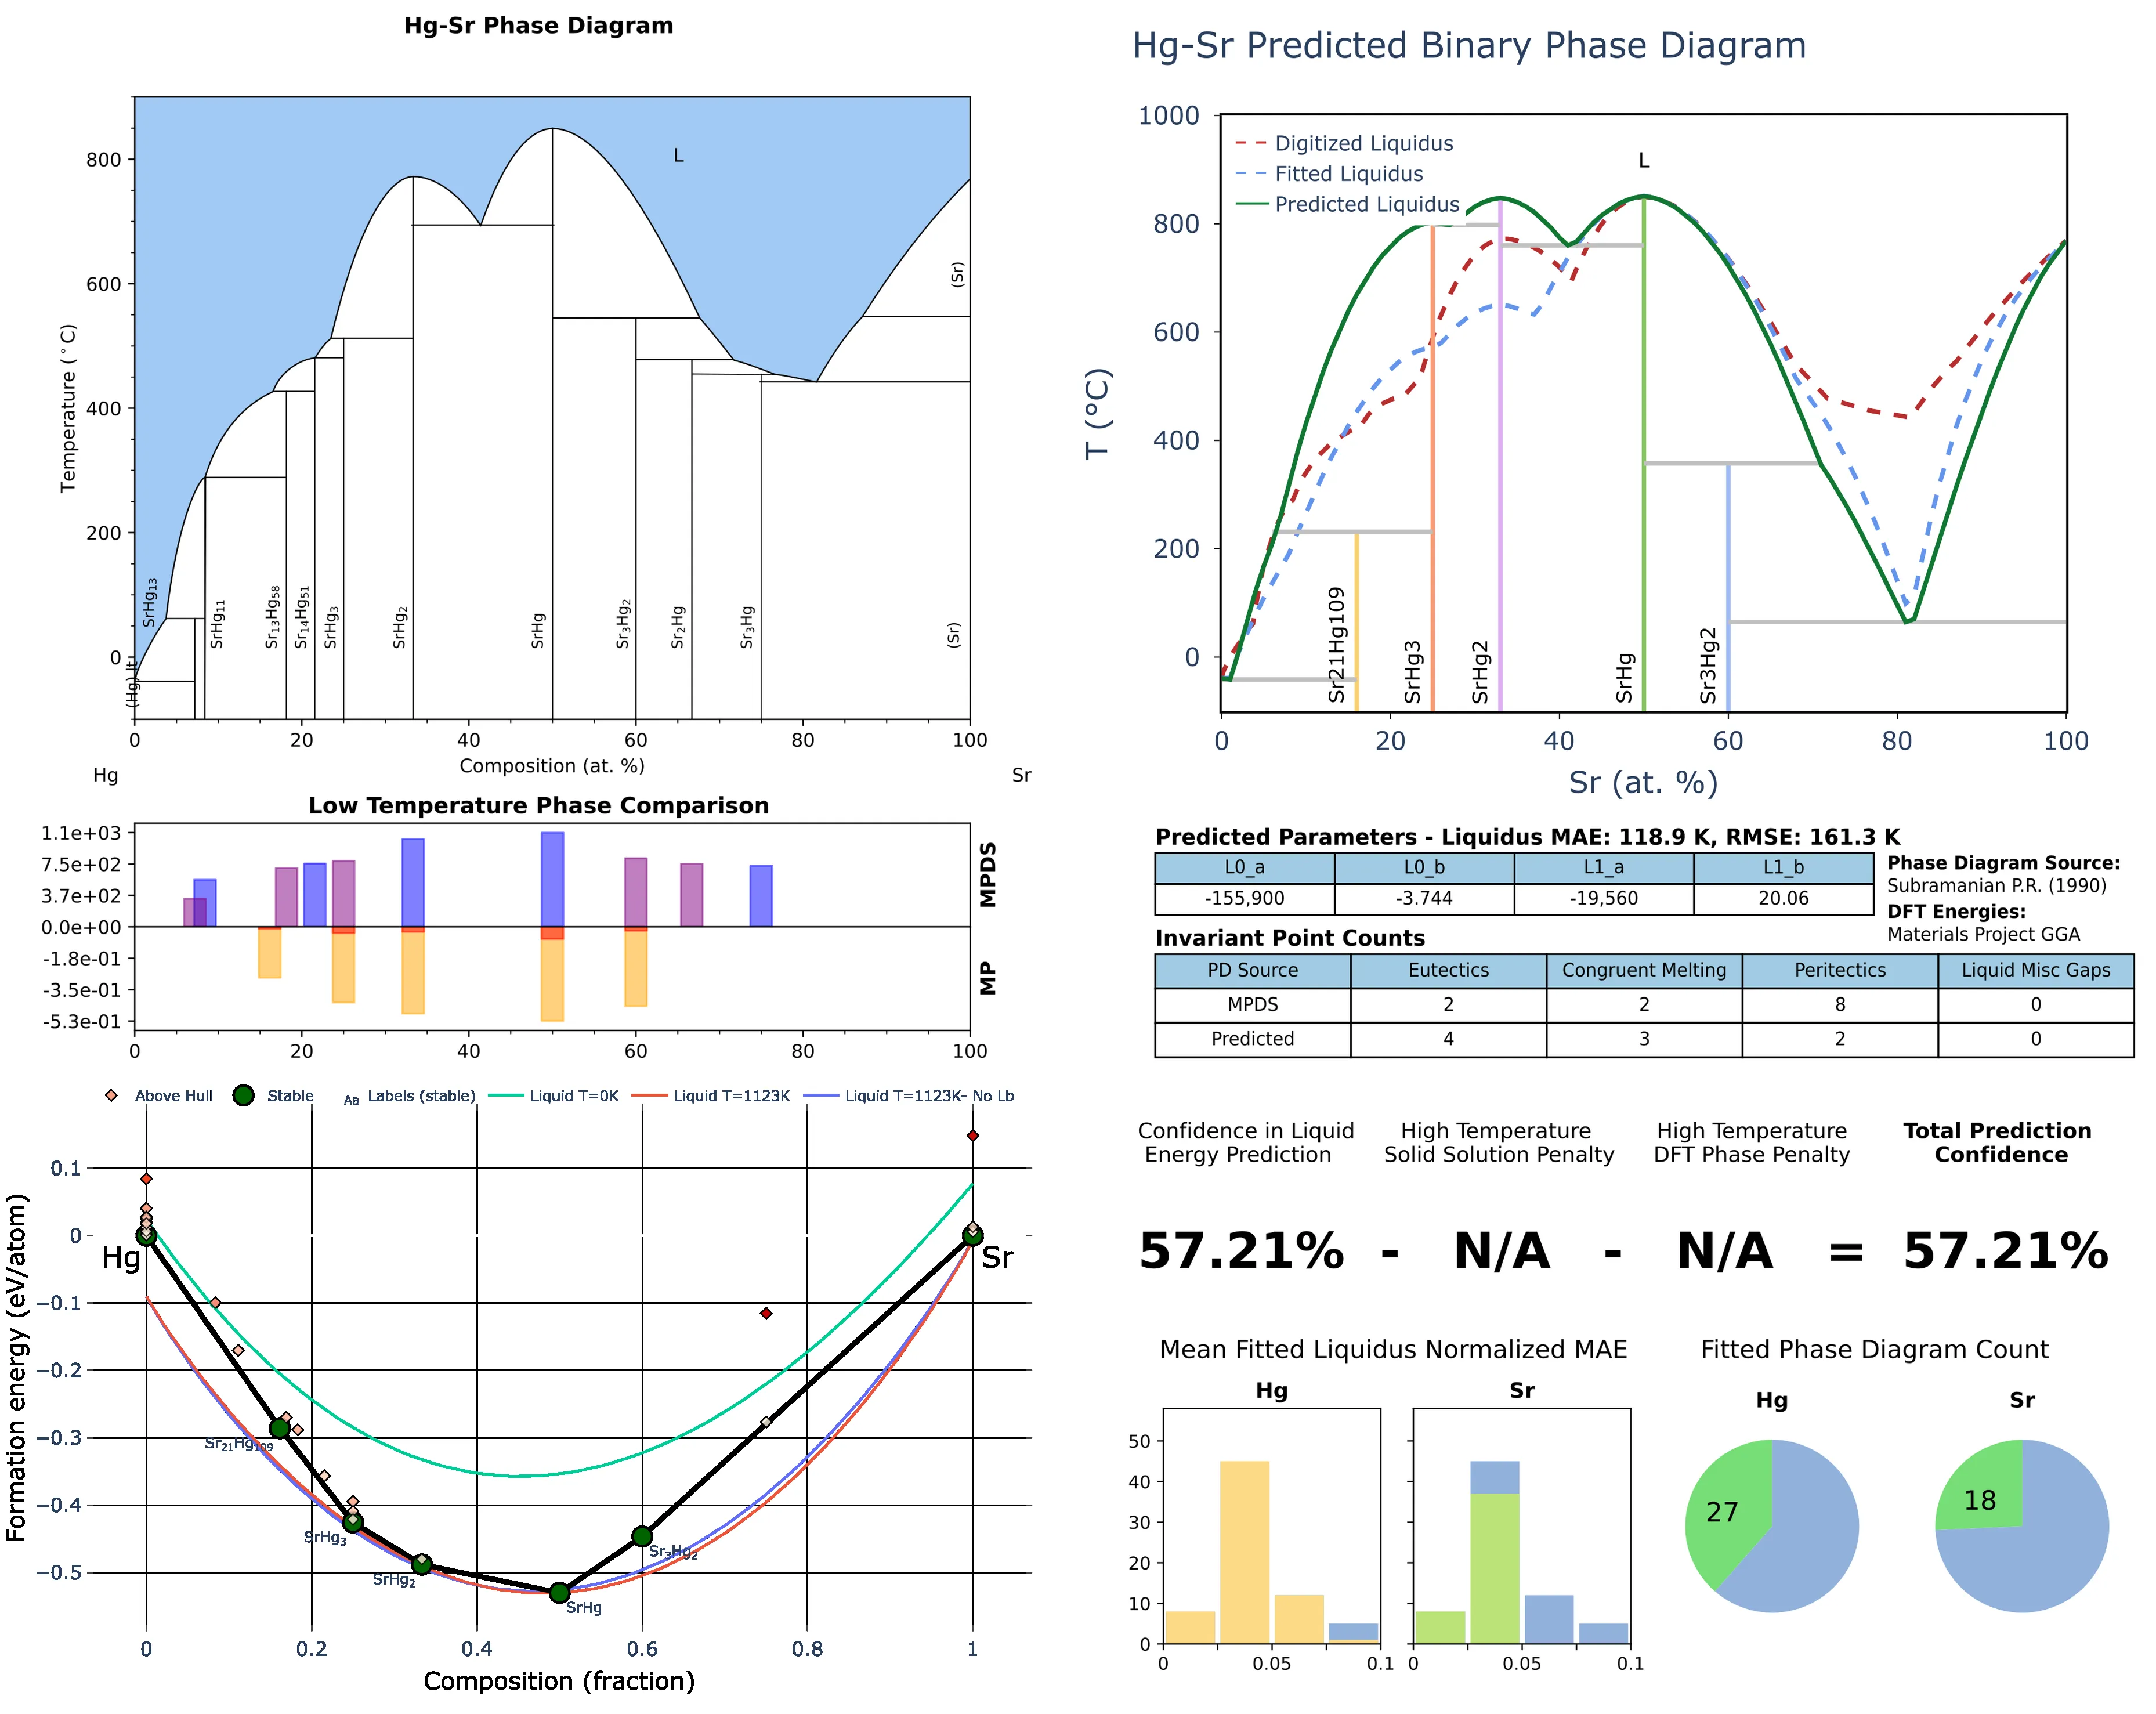 Hg-Sr Phase Diagram
800
600
400
200
0
Temperature (°C)
L
(Sr)
(Sr)
(Hg) lt
SrHg13
SrHg11
Sr13Hg58
Sr14Hg51
SrHg3
SrHg2
SrHg
Sr3Hg2
Sr2Hg
Sr3Hg
0 20 40 60 80 100
Composition (at. %)
Hg Sr
Low Temperature Phase Comparison
1.1e+03
7.5e+02
3.7e+02
0.0e+00
-1.8e-01
-3.5e-01
-5.3e-01
MPDS
MP
0 20 40 60 80 100
Above Hull Stable Aa Labels (stable) Liquid T=0K Liquid T=1123K Liquid T=1123K- No Lb
0.1
0
−0.1
−0.2
−0.3
−0.4
−0.5
Formation energy (eV/atom)
Hg
Sr
Sr21Hg109
SrHg3
SrHg2
SrHg
Sr3Hg2
0 0.2 0.4 0.6 0.8 1
Composition (fraction)
Hg-Sr Predicted Binary Phase Diagram
1000
800
600
400
200
0
T (°C)
Digitized Liquidus
Fitted Liquidus
Predicted Liquidus
L
Sr21Hg109
SrHg3
SrHg2
SrHg
Sr3Hg2
0 20 40 60 80 100
Sr (at. %)
Predicted Parameters - Liquidus MAE: 118.9 K, RMSE: 161.3 K
L0_a L0_b L1_a L1_b
-155,900 -3.744 -19,560 20.06
Phase Diagram Source:
Subramanian P.R. (1990)
DFT Energies:
Materials Project GGA
Invariant Point Counts
PD Source Eutectics Congruent Melting Peritectics Liquid Misc Gaps
MPDS 2 2 8 0
Predicted 4 3 2 0
Confidence in Liquid
Energy Prediction
High Temperature
Solid Solution Penalty
High Temperature
DFT Phase Penalty
Total Prediction
Confidence
57.21% - N/A - N/A = 57.21%
Mean Fitted Liquidus Normalized MAE
Hg
Sr
50
40
30
20
10
0
0 0.05 0.1
0 0.05 0.1
Fitted Phase Diagram Count
Hg
Sr
27
18